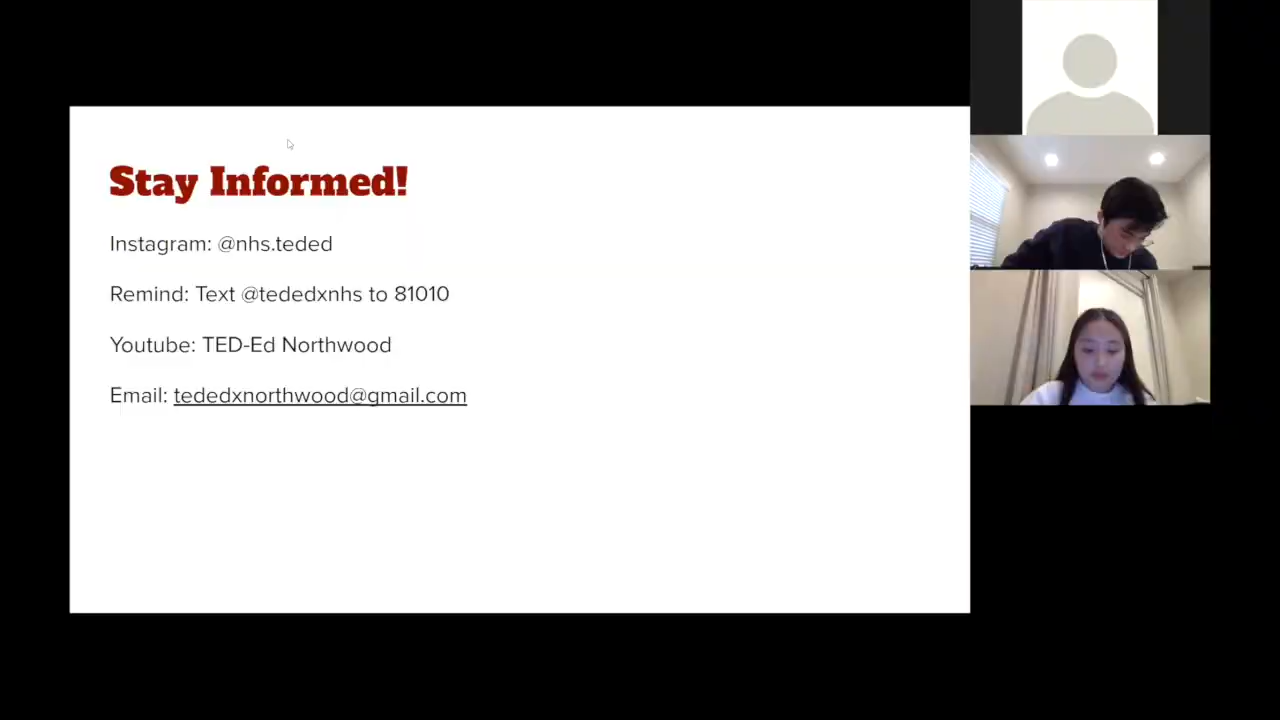 Stay Informed!
Instagram: @nhs.teded
Remind: Text @tededxnhs to 81010
Youtube: TED-Ed Northwood
Email: tededxnorthwood@gmail.com